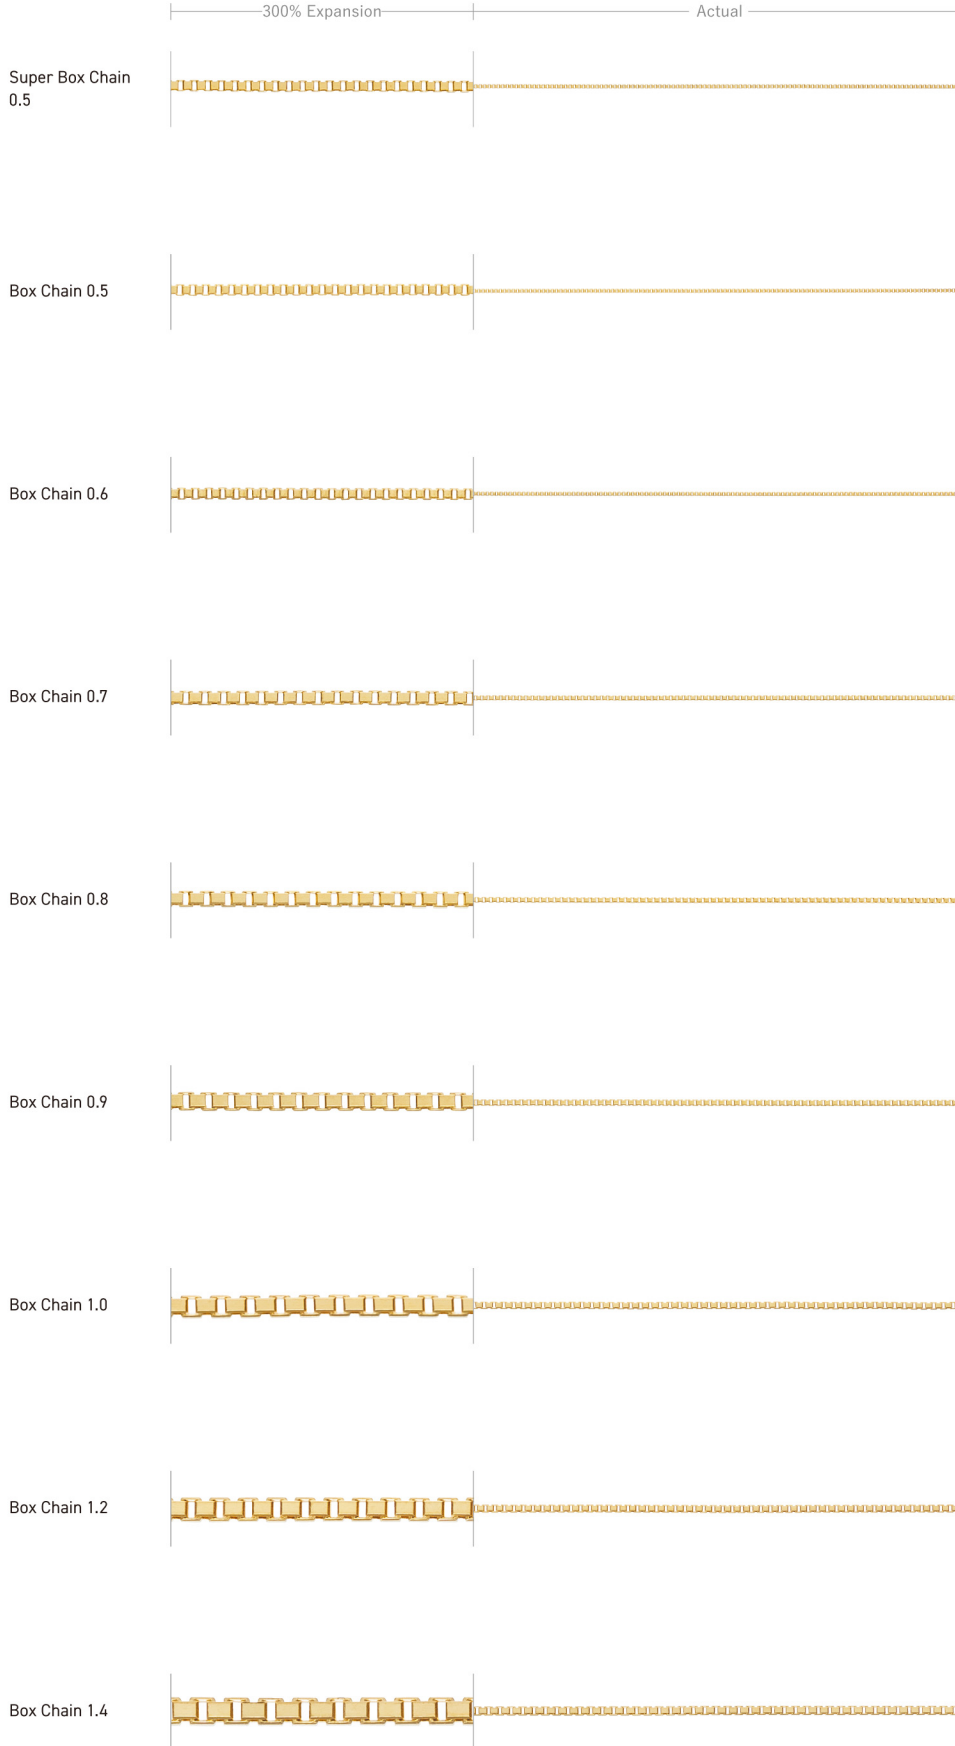 300% Expansion
Actual
Super Box Chain
0.5
Box Chain 0.5
Box Chain 0.6
Box Chain 0.7
Box Chain 0.8
Box Chain 0.9
Box Chain 1.0
Box Chain 1.2
Box Chain 1.4